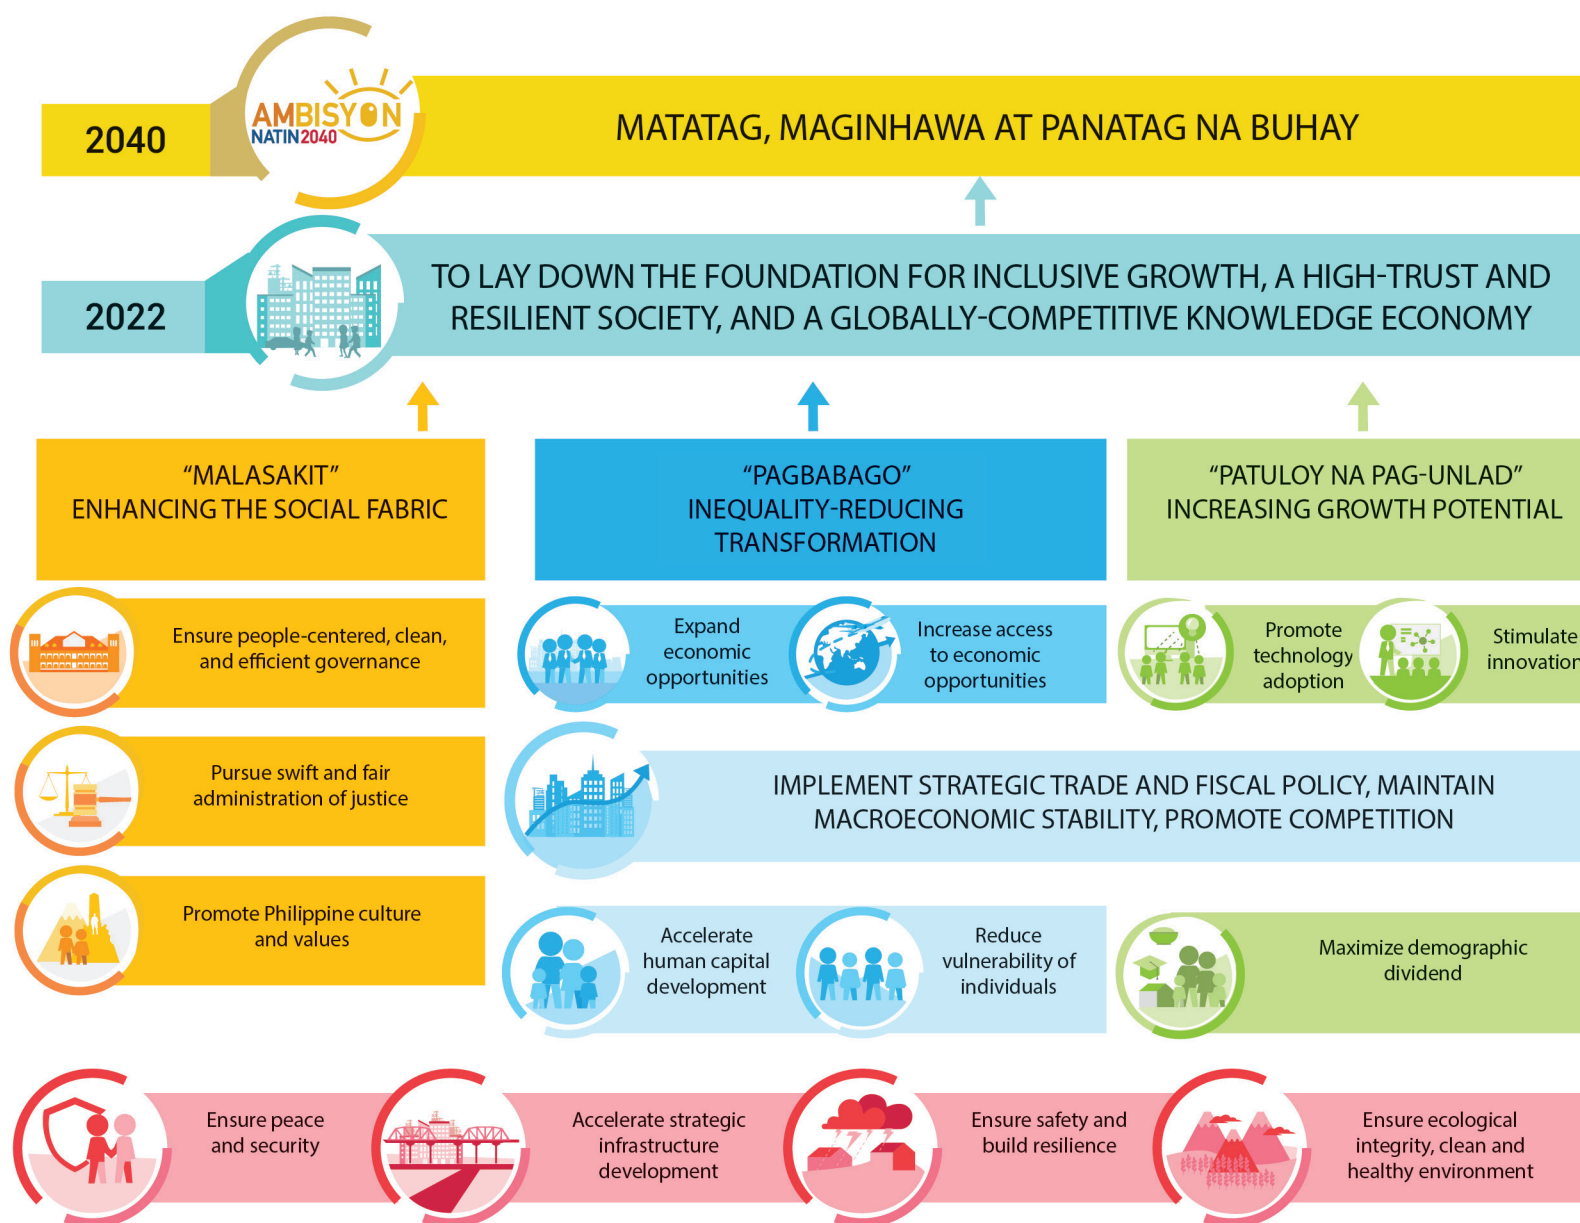 2040
AMBISYON
NATIN2040
MATATAG, MAGINHAWA AT PANATAG NA BUHAY
2022
TO LAY DOWN THE FOUNDATION FOR INCLUSIVE GROWTH, A HIGH-TRUST AND
RESILIENT SOCIETY, AND A GLOBALLY-COMPETITIVE KNOWLEDGE ECONOMY
“MALASAKIT”
ENHANCING THE SOCIAL FABRIC
“PAGBABAGO”
INEQUALITY-REDUCING
TRANSFORMATION
“PATULOY NA PAG-UNLAD”
INCREASING GROWTH POTENTIAL
Ensure people-centered, clean,
and efficient governance
Expand
economic
opportunities
Increase access
to economic
opportunities
Promote
technology
adoption
Stimulate
innovation
Pursue swift and fair
administration of justice
IMPLEMENT STRATEGIC TRADE AND FISCAL POLICY, MAINTAIN
MACROECONOMIC STABILITY, PROMOTE COMPETITION
Promote Philippine culture
and values
Accelerate
human capital
development
Reduce
vulnerability of
individuals
Maximize demographic
dividend
Ensure peace
and security
Accelerate strategic
infrastructure
development
Ensure safety and
build resilience
Ensure ecological
integrity, clean and
healthy environment